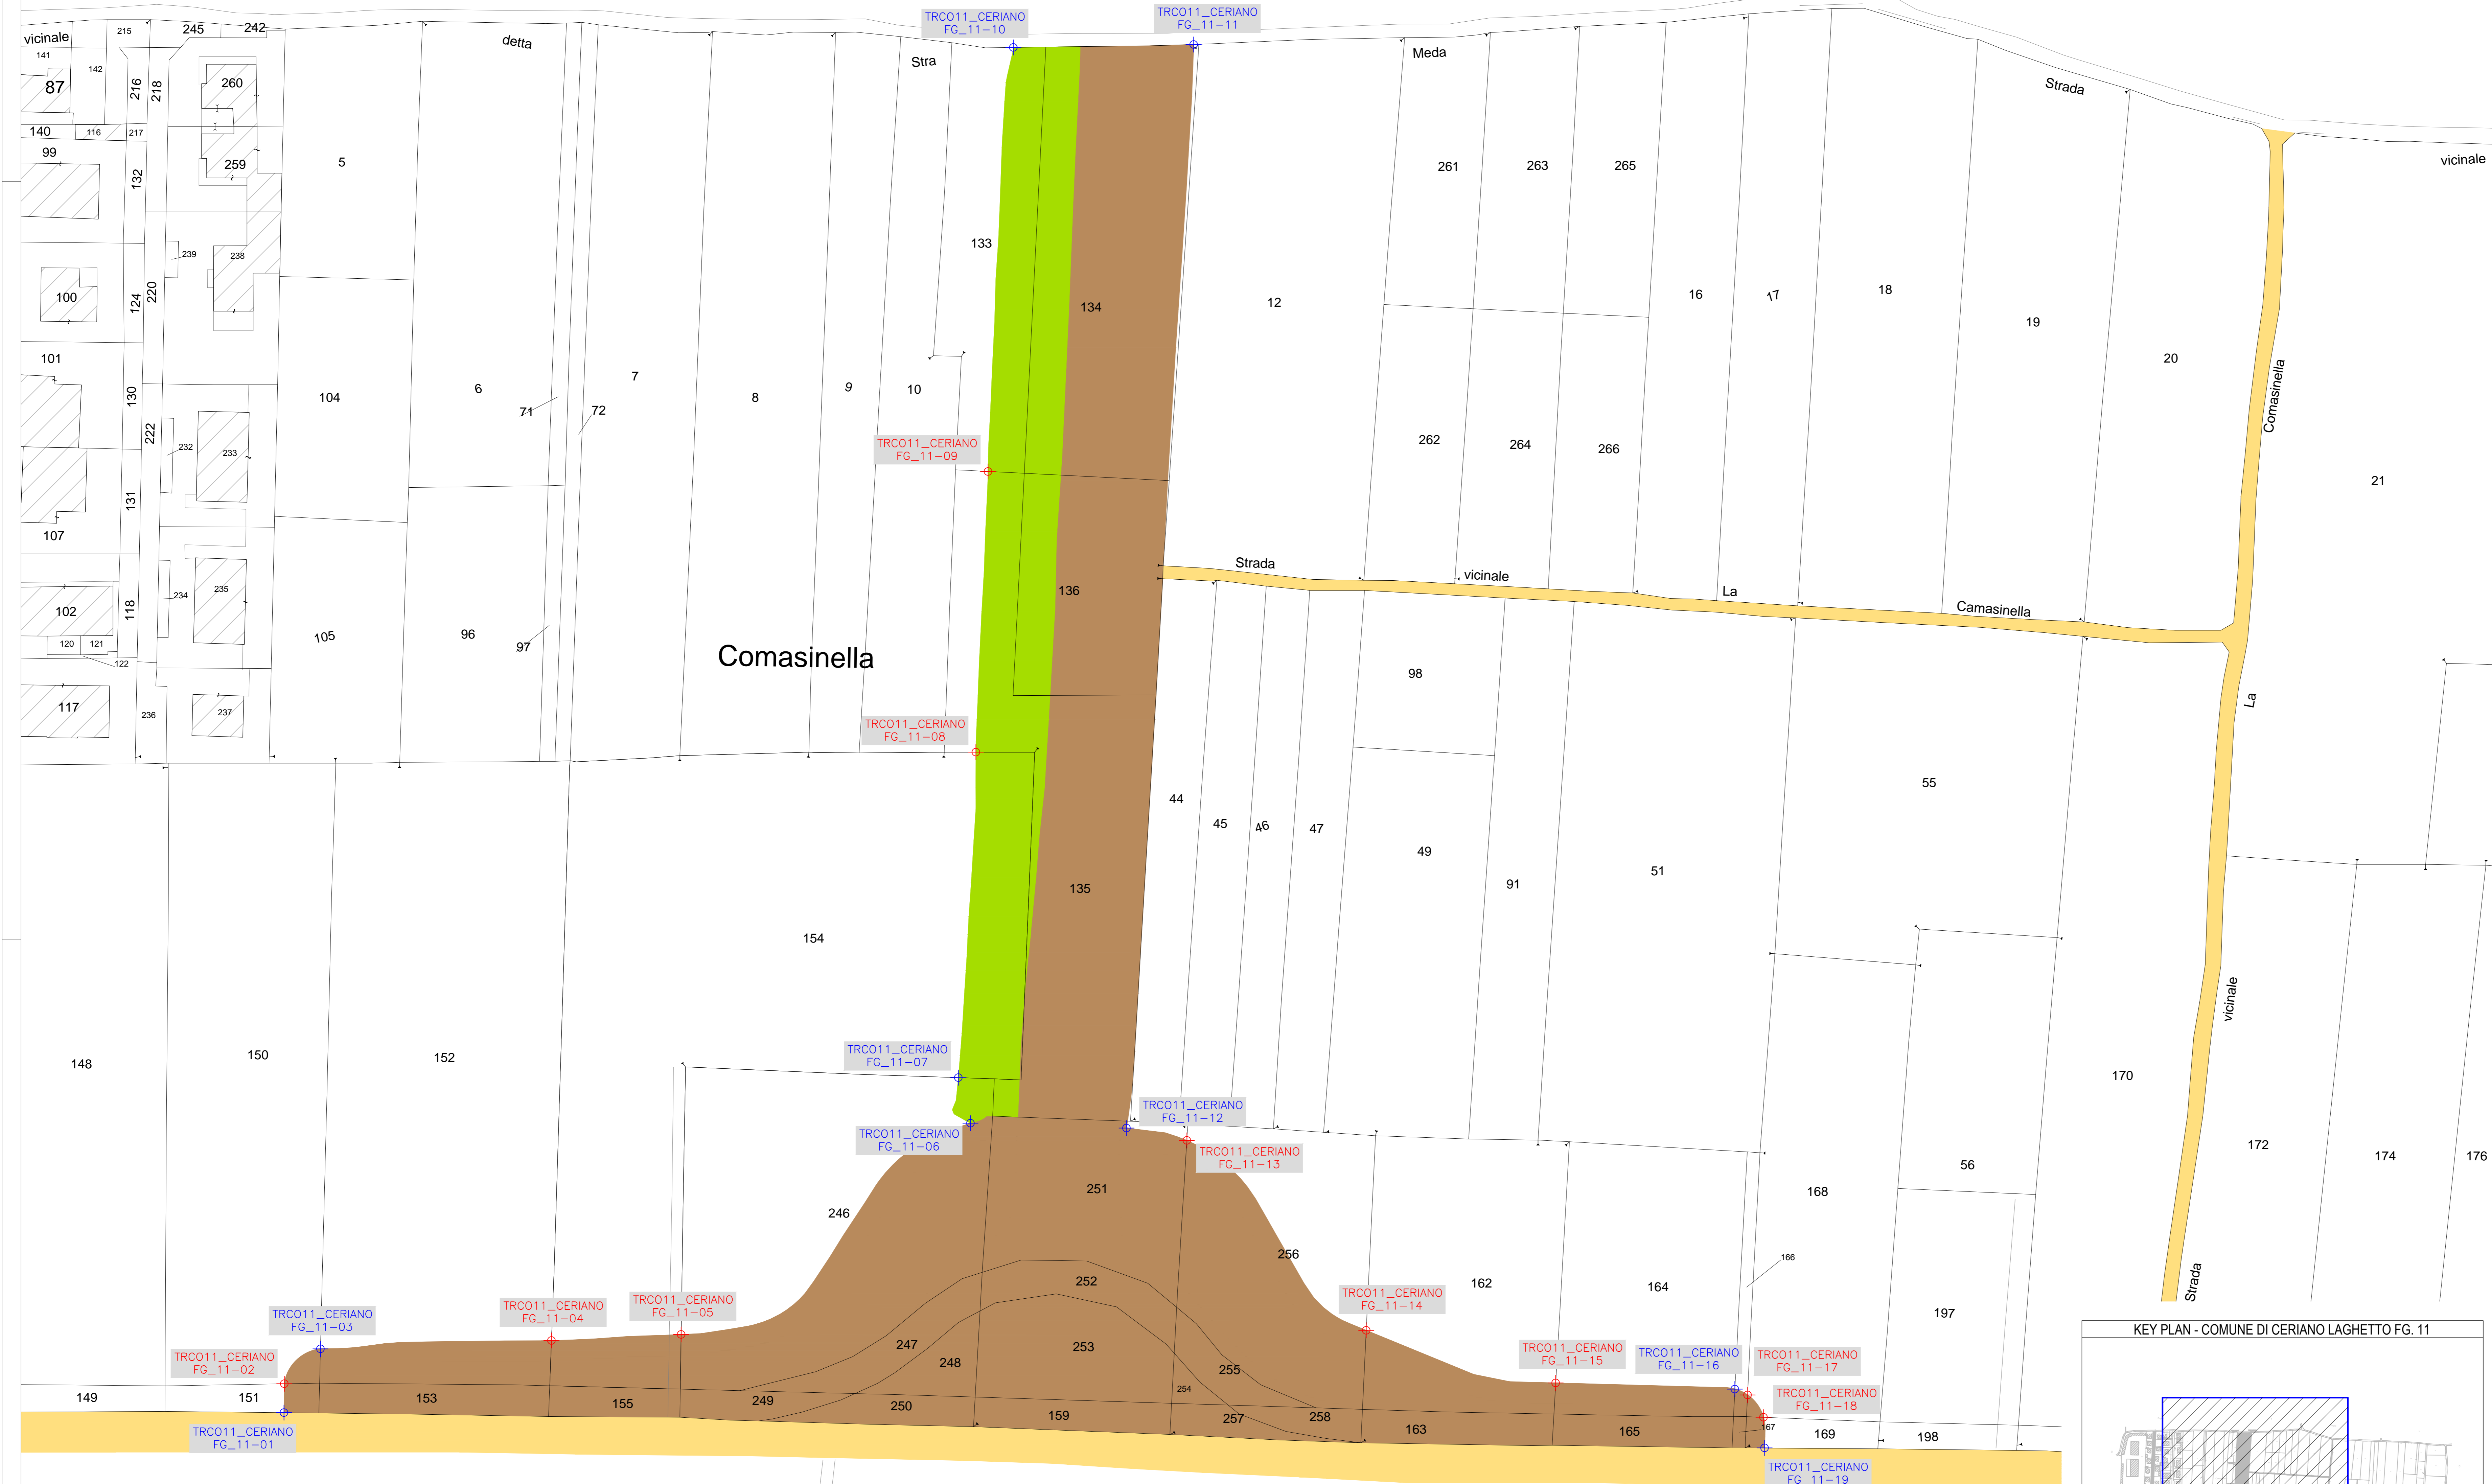 TRCO11_CERIANO
FG_11-10
TRCO11_CERIANO
FG_11-11
vicinale
215
245
242
detta
Stra
Meda
Strada
vicinale
141
142
87
216
218
260
140
116
217
99
259
132
5
261
263
265
133
239
238
100
124
220
134
12
16
17
18
19
20
Comasinella
101
130
104
6
71
72
7
8
9
10
222
232
233
TRCO11_CERIANO
FG_11-09
262
264
266
21
131
107
136
Strada
vicinale
La
Camasinella
102
118
234
235
105
96
97
120
121
122
Comasinella
98
117
236
237
TRCO11_CERIANO
FG_11-08
La
44
45
46
47
49
91
51
55
135
154
148
150
152
vicinale
170
TRCO11_CERIANO
FG_11-07
TRCO11_CERIANO
FG_11-06
TRCO11_CERIANO
FG_11-12
TRCO11_CERIANO
FG_11-13
172
174
176
56
168
251
246
256
166
252
162
164
Strada
197
TRCO11_CERIANO
FG_11-03
TRCO11_CERIANO
FG_11-04
TRCO11_CERIANO
FG_11-05
TRCO11_CERIANO
FG_11-14
KEY PLAN - COMUNE DI CERIANO LAGHETTO FG. 11
TRCO11_CERIANO
FG_11-02
247
248
253
255
254
TRCO11_CERIANO
FG_11-15
TRCO11_CERIANO
FG_11-16
TRCO11_CERIANO
FG_11-17
TRCO11_CERIANO
FG_11-18
149
151
153
155
249
250
159
257
258
163
165
167
169
198
TRCO11_CERIANO
FG_11-01
TRCO11_CERIANO
FG_11-19